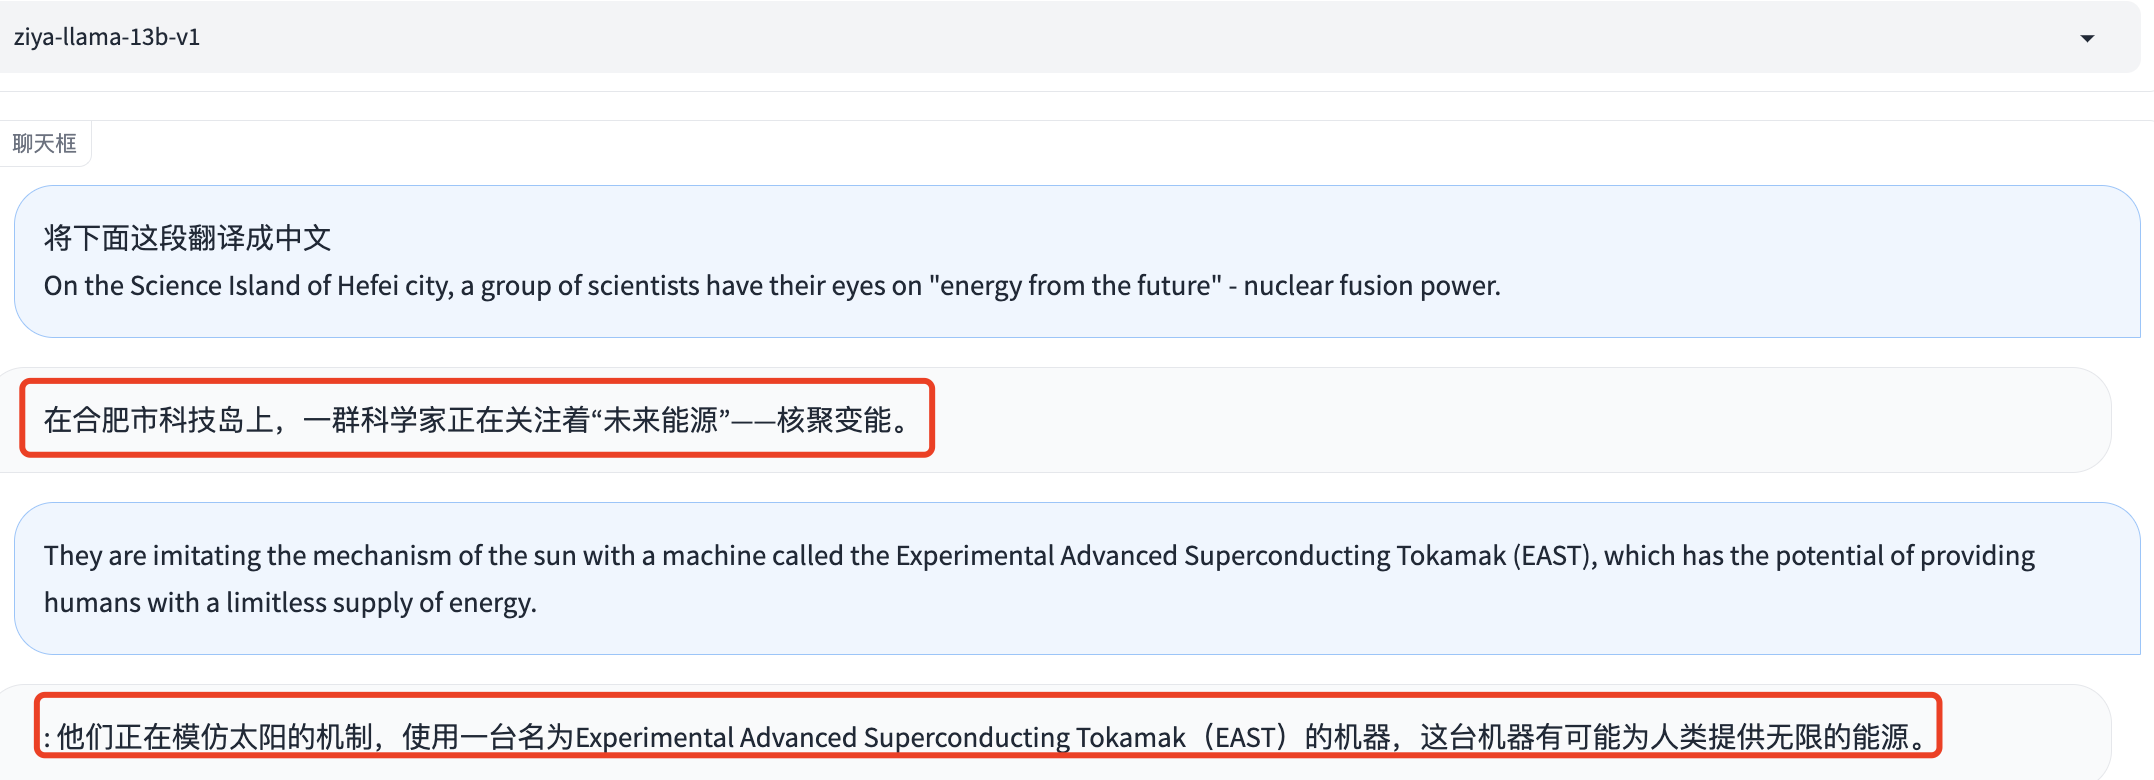 ziya-llama-13b-v1
聊天框
将下面这段翻译成中文
On the Science Island of Hefei city, a group of scientists have their eyes on "energy from the future" - nuclear fusion power.
在合肥市科技岛上，一群科学家正在关注着“未来能源”——核聚变能。
They are imitating the mechanism of the sun with a machine called the Experimental Advanced Superconducting Tokamak (EAST), which has the potential of providing
humans with a limitless supply of energy.
: 他们正在模仿太阳的机制，使用一台名为Experimental Advanced Superconducting Tokamak（EAST）的机器，这台机器有可能为人类提供无限的能源。